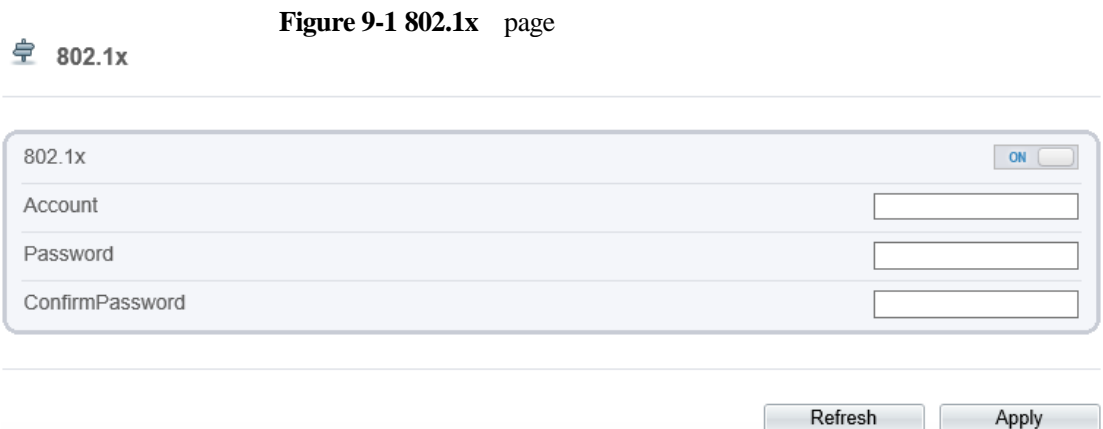 Figure 9-1 802.1x page
802.1x
802.1x ON
Account
Password
ConfirmPassword
Refresh Apply